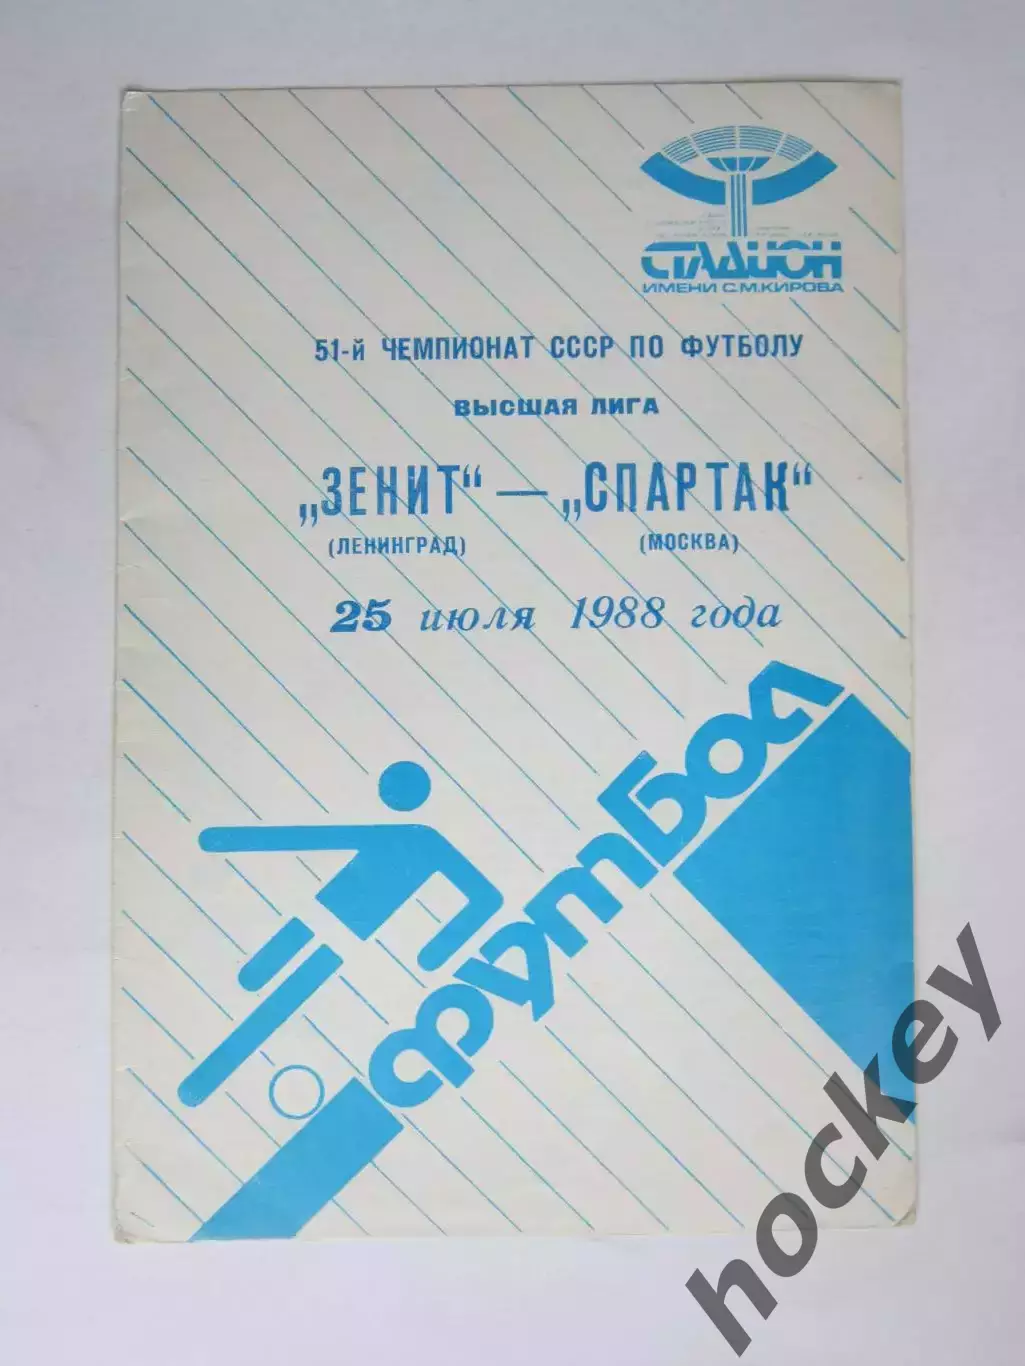 СТАДИОН
ИМЕНИ С.М.КИРОВА
51-й ЧЕМПИОНАТ СССР ПО ФУТБОЛУ
ВЫСШАЯ ЛИГА
„ЗЕНИТ“ — „СПАРТАК“
(ЛЕНИНГРАД) (МОСКВА)
25 июля 1988 года
футбол
hockey